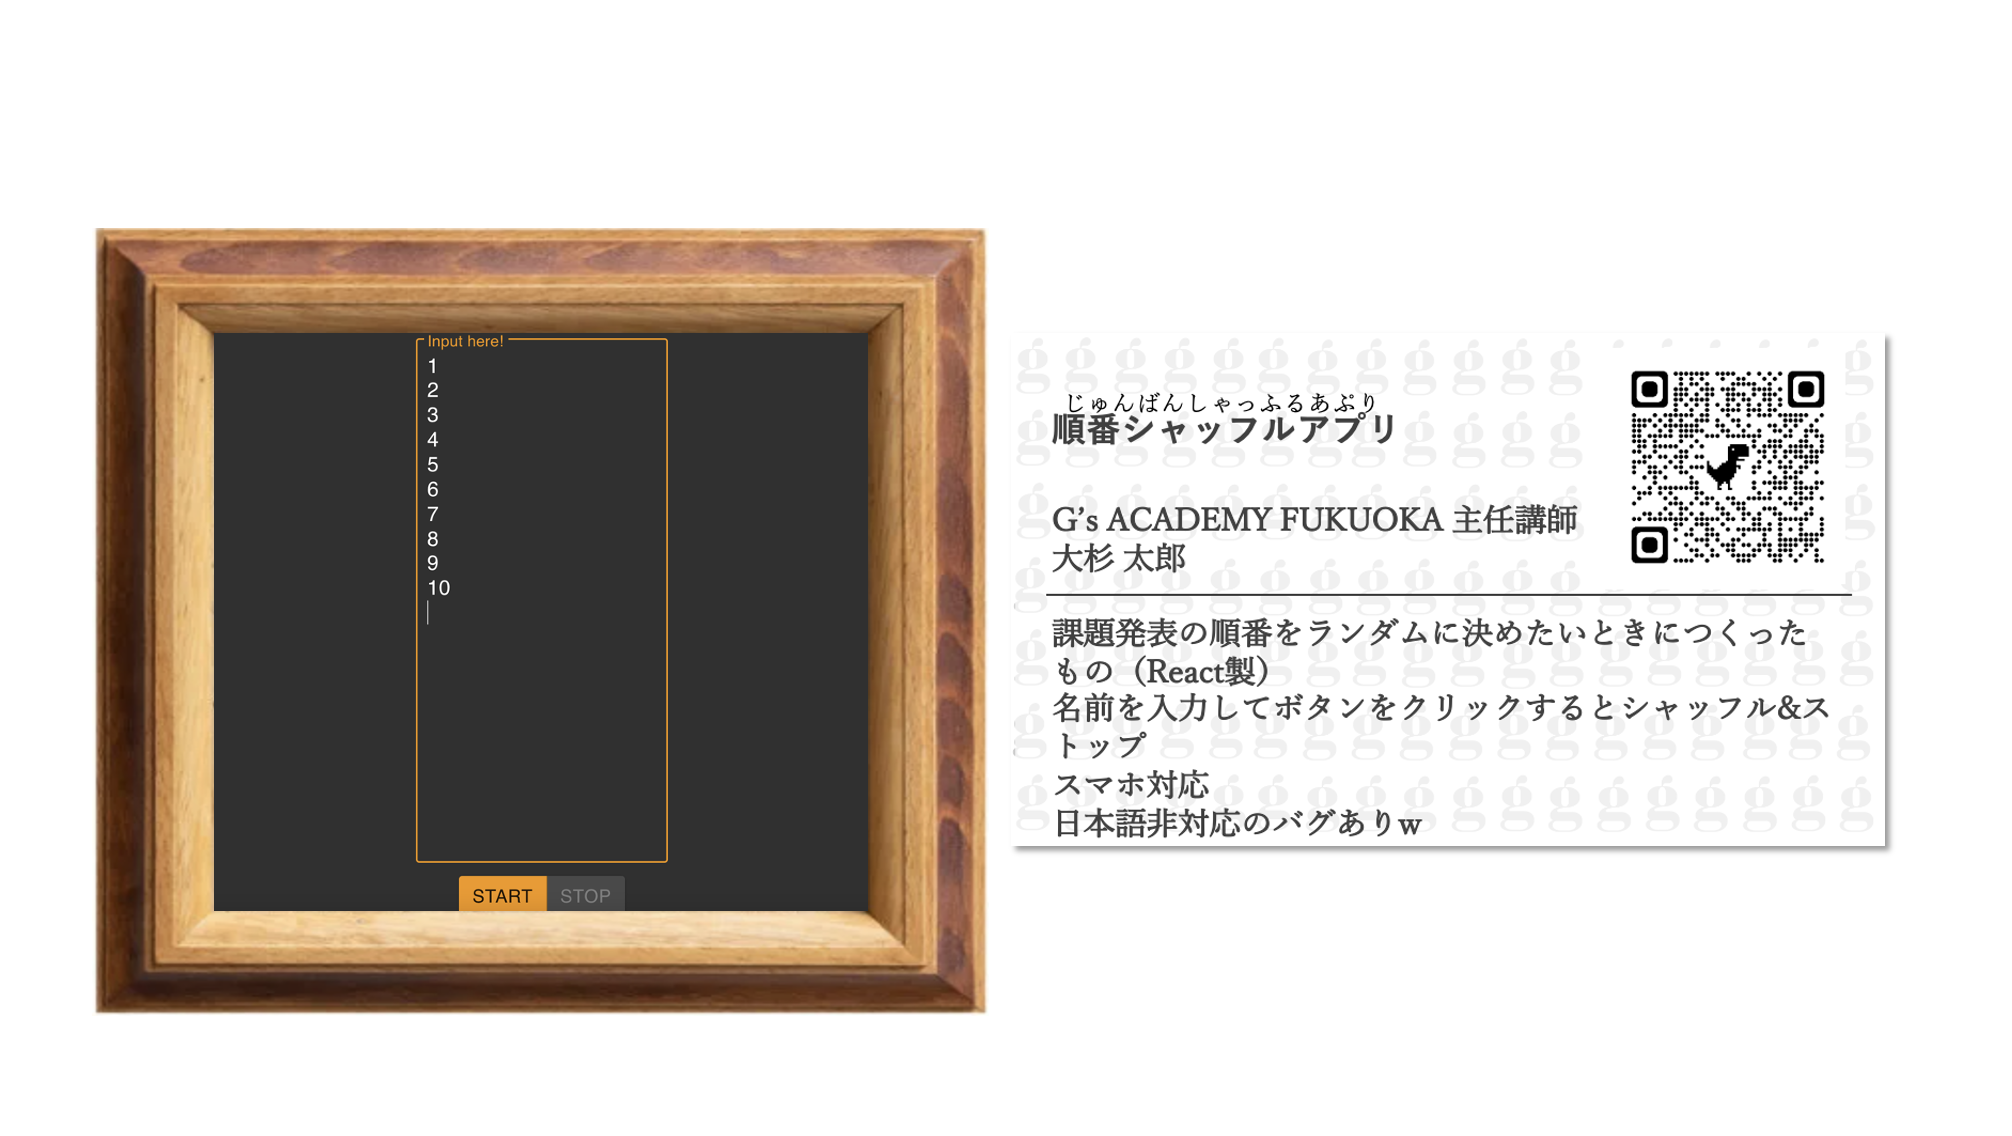 Input here!
1
2
3
4
5
6
7
8
9
10
START STOP
じゅんばんしゃっふるあぷり
順番シャッフルアプリ
G's ACADEMY FUKUOKA 主任講師
大杉 太郎
課題発表の順番をランダムに決めたいときにつくった
もの（React製）
名前を入力してボタンをクリックするとシャッフル&ス
トップ
スマホ対応
日本語非対応のバグありw